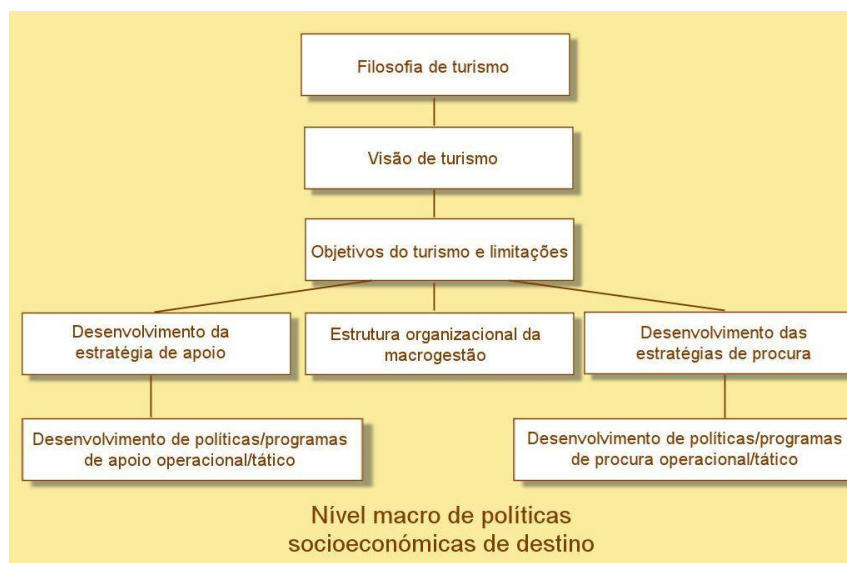 Filosofia de turismo
Visão de turismo
Objetivos do turismo e limitações
Desenvolvimento da
estratégia de apoio
Estrutura organizacional da
macrogestão
Desenvolvimento das
estratégias de procura
Desenvolvimento de políticas/programas
de apoio operacional/tático
Desenvolvimento de políticas/programas
de procura operacional/tático
Nível macro de políticas
socioeconómicas de destino